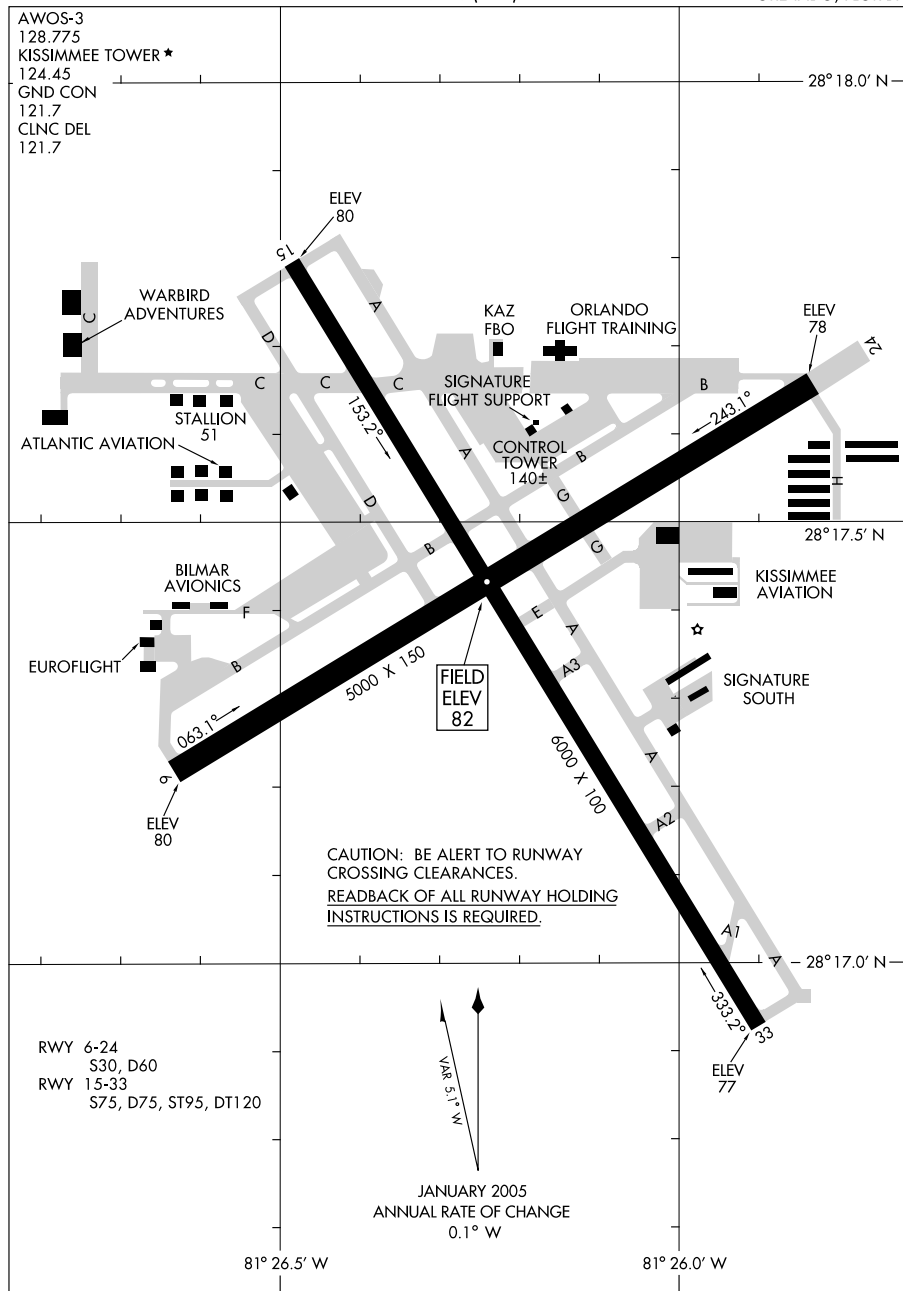 AWOS-3
128.775
KISSIMMEE TOWER ★
124.45
GND CON
121.7
CLNC DEL
121.7
28° 18.0' N
ELEV
80
15
WARBIRD
ADVENTURES
C
A
D
KAZ
FBO
ORLANDO
FLIGHT TRAINING
ELEV
78
24
C
C
C
B
SIGNATURE
FLIGHT SUPPORT
STALLION
51
153.2°
243.1°
ATLANTIC AVIATION
A
CONTROL
TOWER
140±
B
G
H
D
B
G
28° 17.5' N
BILMAR
AVIONICS
KISSIMMEE
AVIATION
F
E
A
EUROFLIGHT
B
A3
5000 X 150
FIELD
ELEV
82
SIGNATURE
SOUTH
063.1°
6
6000 X 100
A
ELEV
80
A2
CAUTION: BE ALERT TO RUNWAY
CROSSING CLEARANCES.
READBACK OF ALL RUNWAY HOLDING
INSTRUCTIONS IS REQUIRED.
A1
A
28° 17.0' N
333.2°
33
RWY 6-24
S30, D60
RWY 15-33
S75, D75, ST95, DT120
VAR 5.1° W
ELEV
77
JANUARY 2005
ANNUAL RATE OF CHANGE
0.1° W
81° 26.5' W
81° 26.0' W